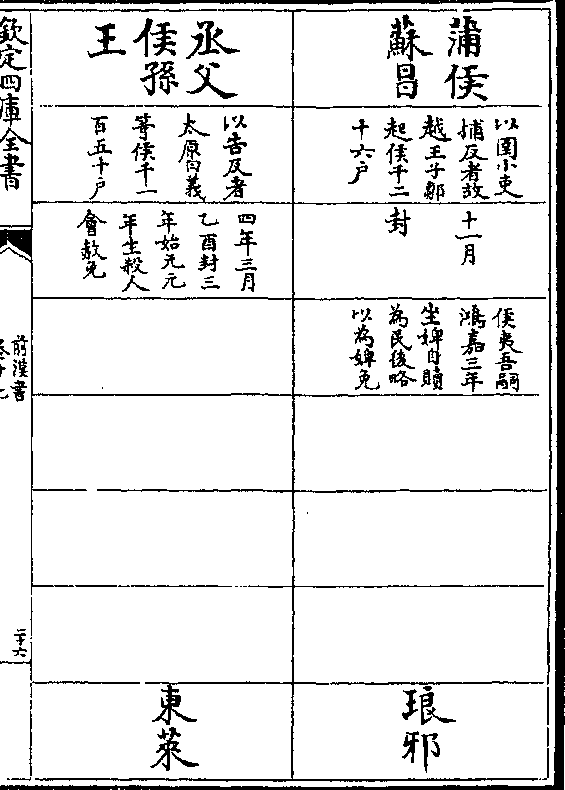 蒲侯
蘇昌
以圉小吏
捕反者故
越王子鄒
起侯千二
十六戶
十一月
封
侯夷吾嗣
鴻嘉三年
坐婢自贖
為民後略
以為婢免
琅邪
丞父
侯孫
王
以告反者
太原白義
等侯千一
百五十戶
四年三月
乙酉封三
年始元元
年生殺人
會赦免
東萊
欽定四庫全書
前漢書
二十六